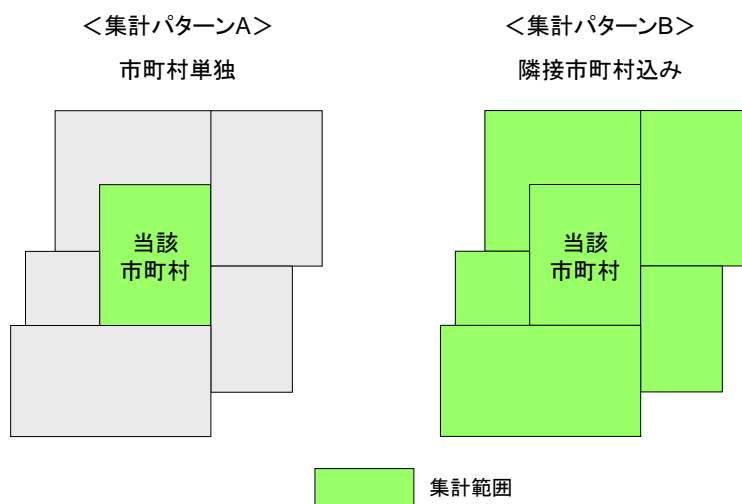 ＜集計パターンA＞
市町村単独
当該
市町村
＜集計パターンB＞
隣接市町村込み
当該
市町村
集計範囲